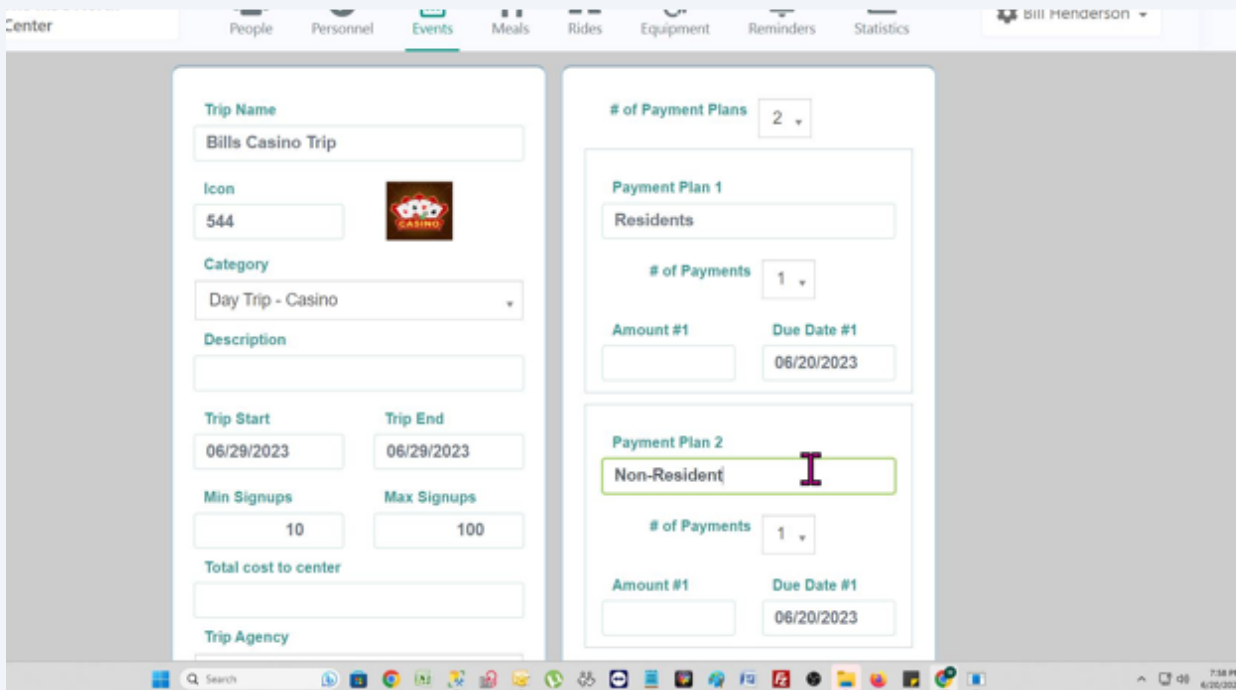 Center
People Personnel Events Meals Rides Equipment Reminders Statistics
Bill Henderson
Trip Name
Bills Casino Trip
Icon
544
CASINO
Category
Day Trip - Casino
Description
Trip Start Trip End
06/29/2023 06/29/2023
Min Signups Max Signups
10 100
Total cost to center
Trip Agency
# of Payment Plans 2
Payment Plan 1
Residents
# of Payments 1
Amount #1 Due Date #1
06/20/2023
Payment Plan 2
Non-Resident
# of Payments 1
Amount #1 Due Date #1
06/20/2023
Search
7:58 PM